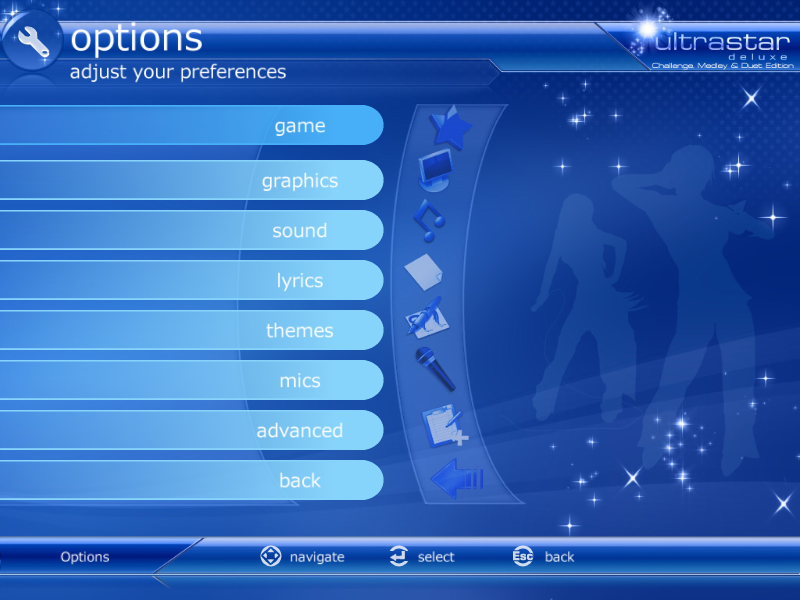 options
adjust your preferences
ultrastar
deluxe
Challenge, Medley & Duet Edition
game
graphics
sound
lyrics
themes
mics
advanced
back
Options
navigate
select
Esc back